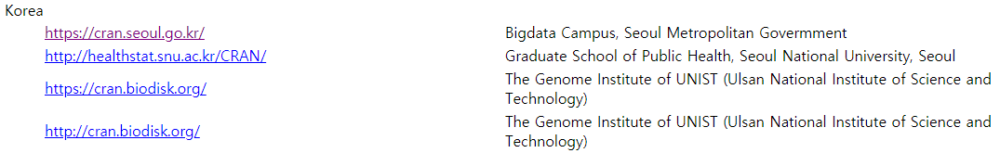 Korea
https://cran.seoul.go.kr/ Bigdata Campus, Seoul Metropolitan Govermment
http://healthstat.snu.ac.kr/CRAN/ Graduate School of Public Health, Seoul National University, Seoul
https://cran.biodisk.org/ The Genome Institute of UNIST (Ulsan National Institute of Science and
Technology)
http://cran.biodisk.org/ The Genome Institute of UNIST (Ulsan National Institute of Science and
Technology)